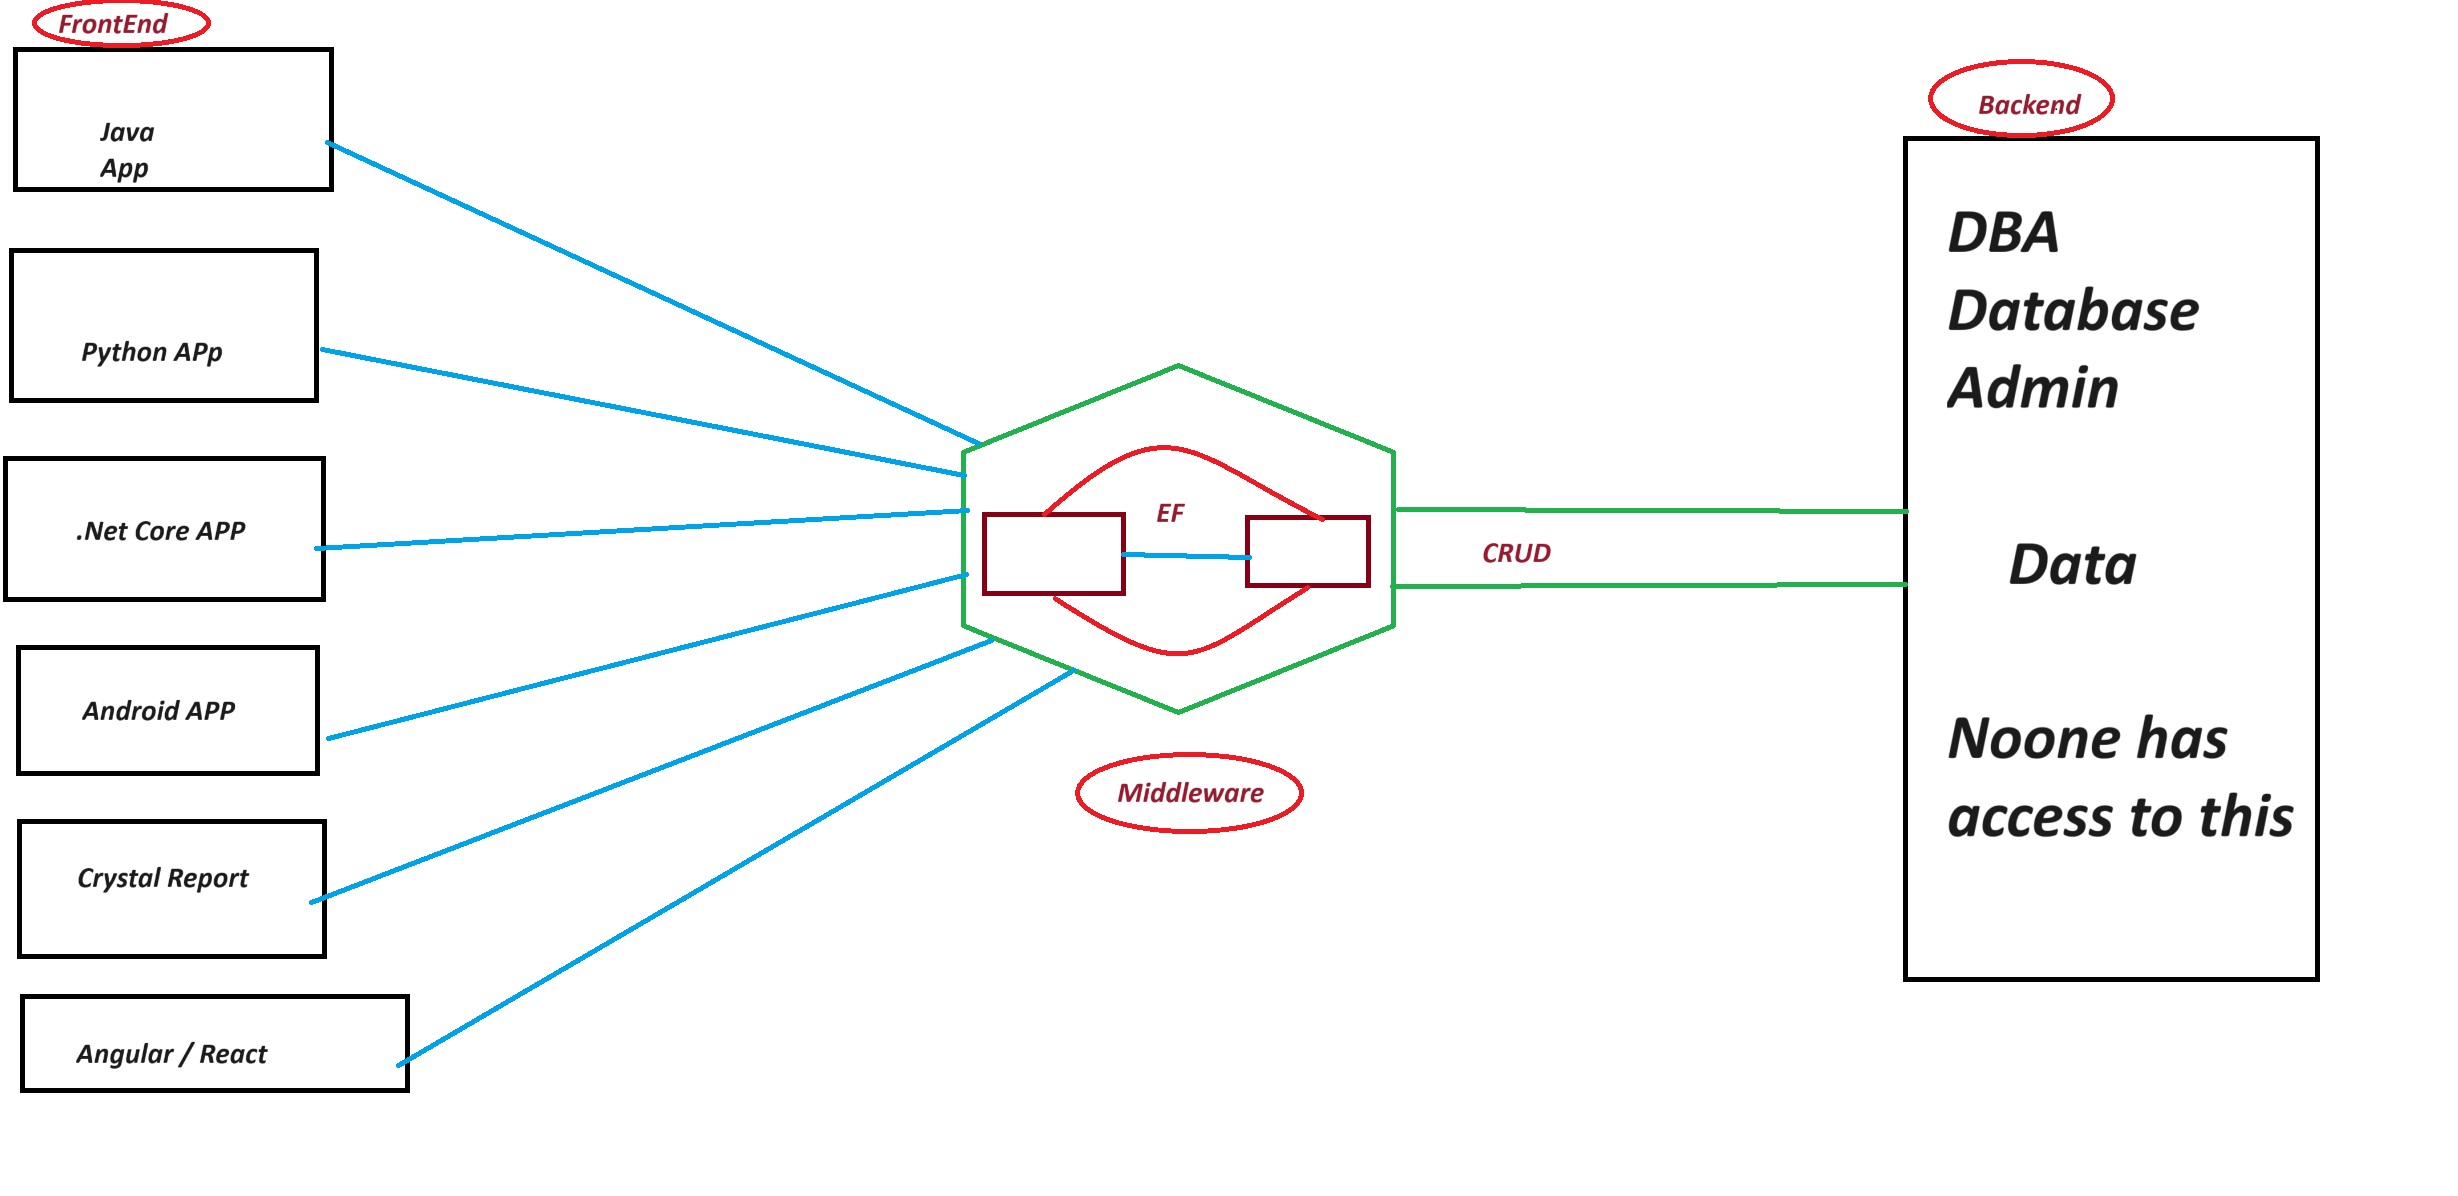 FrontEnd
Java
App
Python APp
.Net Core APP
Android APP
Crystal Report
Angular / React
EF
CRUD
Middleware
Backend
DBA
Database
Admin
Data
Noone has
access to this